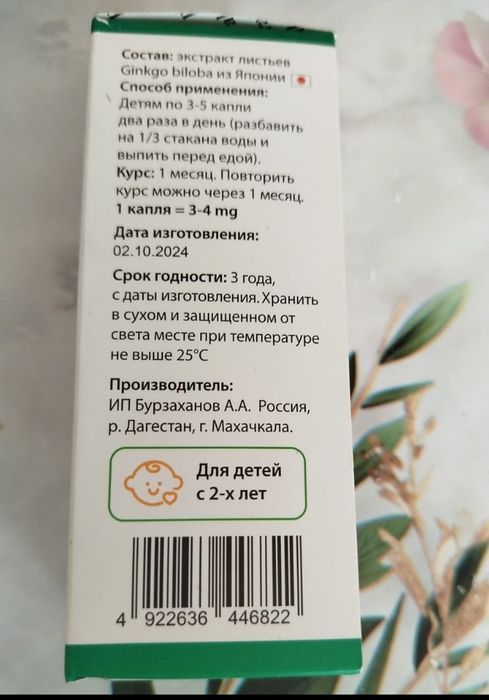 Состав: экстракт листьев
Ginkgo biloba из Японии
Способ применения:
Детям по 3-5 капли
два раза в день (разбавить
на 1/3 стакана воды и
выпить перед едой).
Курс: 1 месяц. Повторить
курс можно через 1 месяц.
1 капля = 3-4 mg
Дата изготовления:
02.10.2024
Срок годности: 3 года,
с даты изготовления. Хранить
в сухом и защищенном от
света месте при температуре
не выше 25°C
Производитель:
ИП Бурзаханов А.А. Россия,
р. Дагестан, г. Махачкала.
Для детей
с 2-х лет
4 922636 446822